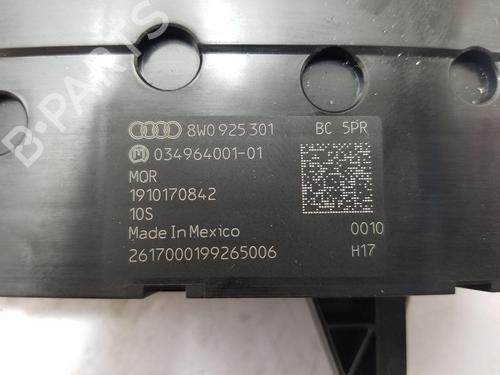 B-PARTS
8W0 925 301 BC 5PR
034964001-01
MOR
1910170842
10S
Made In Mexico 0010
2617000199265006 H17